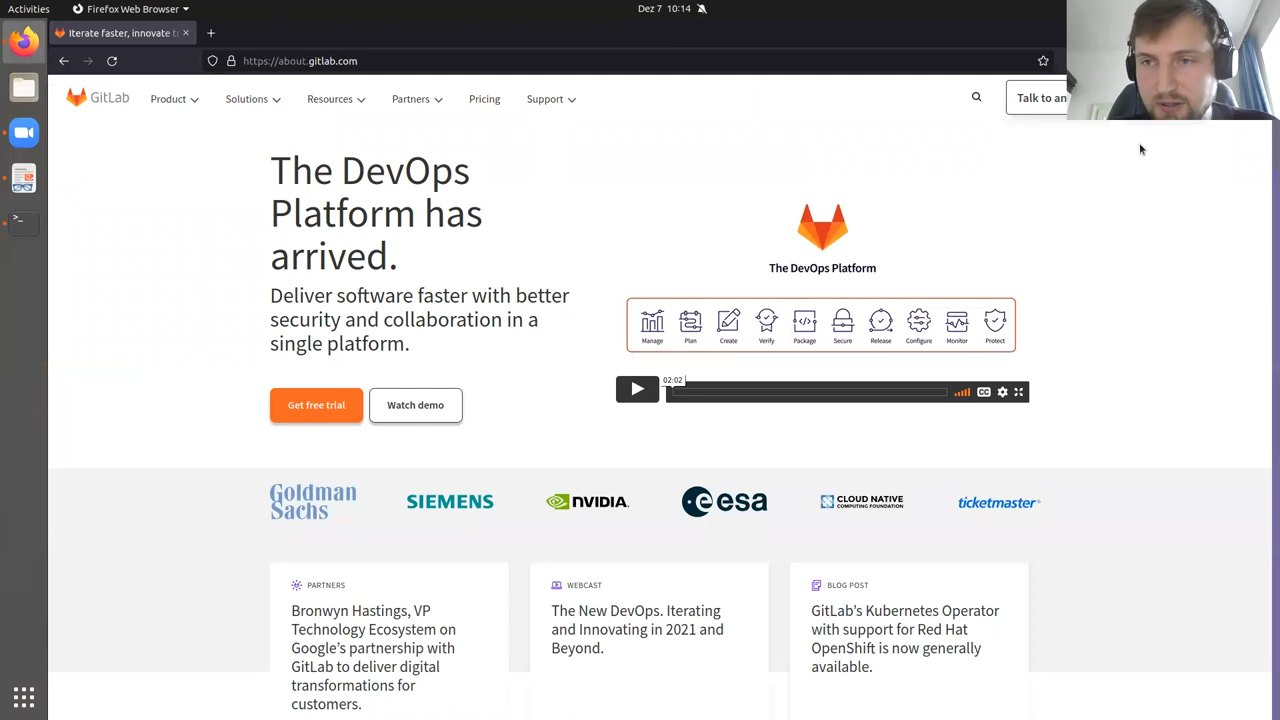 Activities
Firefox Web Browser
Dez 7 10:14
Iterate faster, innovate to
https://about.gitlab.com
GitLab
Product
Solutions
Resources
Partners
Pricing
Support
Talk to an
The DevOps
Platform has
arrived.
Deliver software faster with better
security and collaboration in a
single platform.
Get free trial
Watch demo
The DevOps Platform
Manage
Plan
Create
Verify
Package
Secure
Release
Configure
Monitor
Protect
02:02
CC
Goldman
Sachs
SIEMENS
NVIDIA.
esa
CLOUD NATIVE
COMPUTING FOUNDATION
ticketmaster®
PARTNERS
Bronwyn Hastings, VP
Technology Ecosystem on
Google’s partnership with
GitLab to deliver digital
transformations for
customers.
WEBCAST
The New DevOps. Iterating
and Innovating in 2021 and
Beyond.
BLOG POST
GitLab’s Kubernetes Operator
with support for Red Hat
OpenShift is now generally
available.